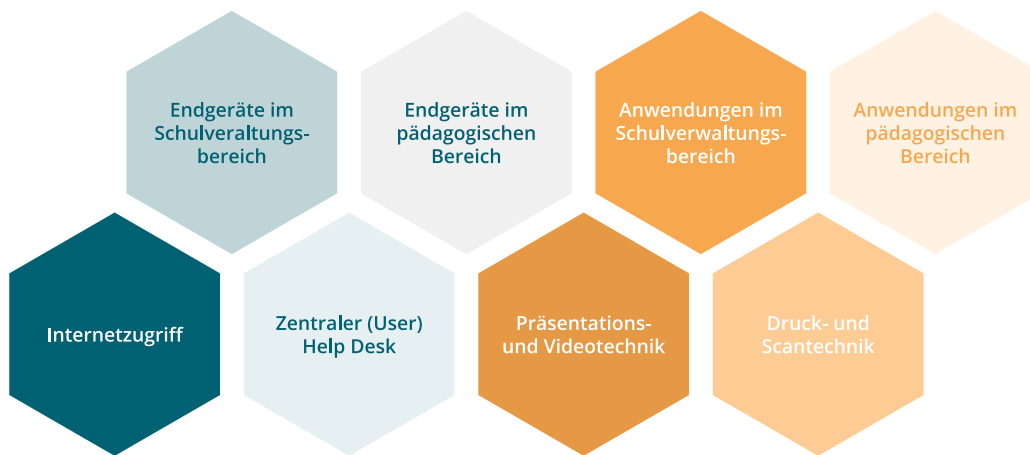 Endgeräte im
Schulveraltungs-
bereich
Endgeräte im
pädagogischen
Bereich
Anwendungen im
Schulverwaltungs-
bereich
Anwendungen im
pädagogischen
Bereich
Internetzugriff
Zentraler (User)
Help Desk
Präsentations-
und Videotechnik
Druck- und
Scantechnik